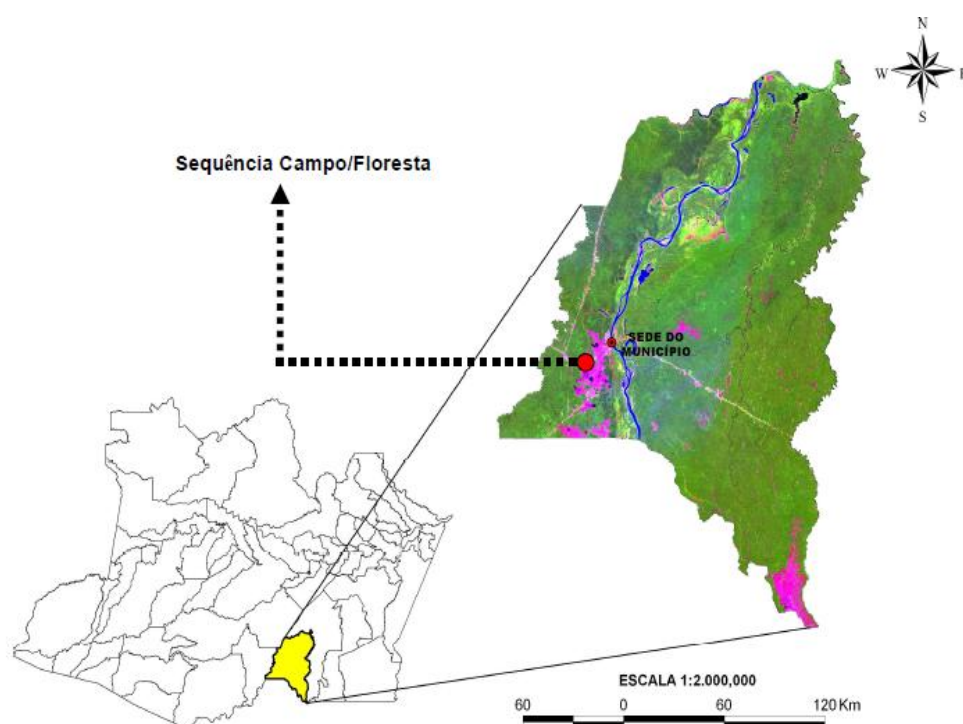 N
W
E
S
Sequência Campo/Floresta
SEDE DO
MUNICÍPIO
ESCALA 1:2.000,000
60 0 60 120 Km